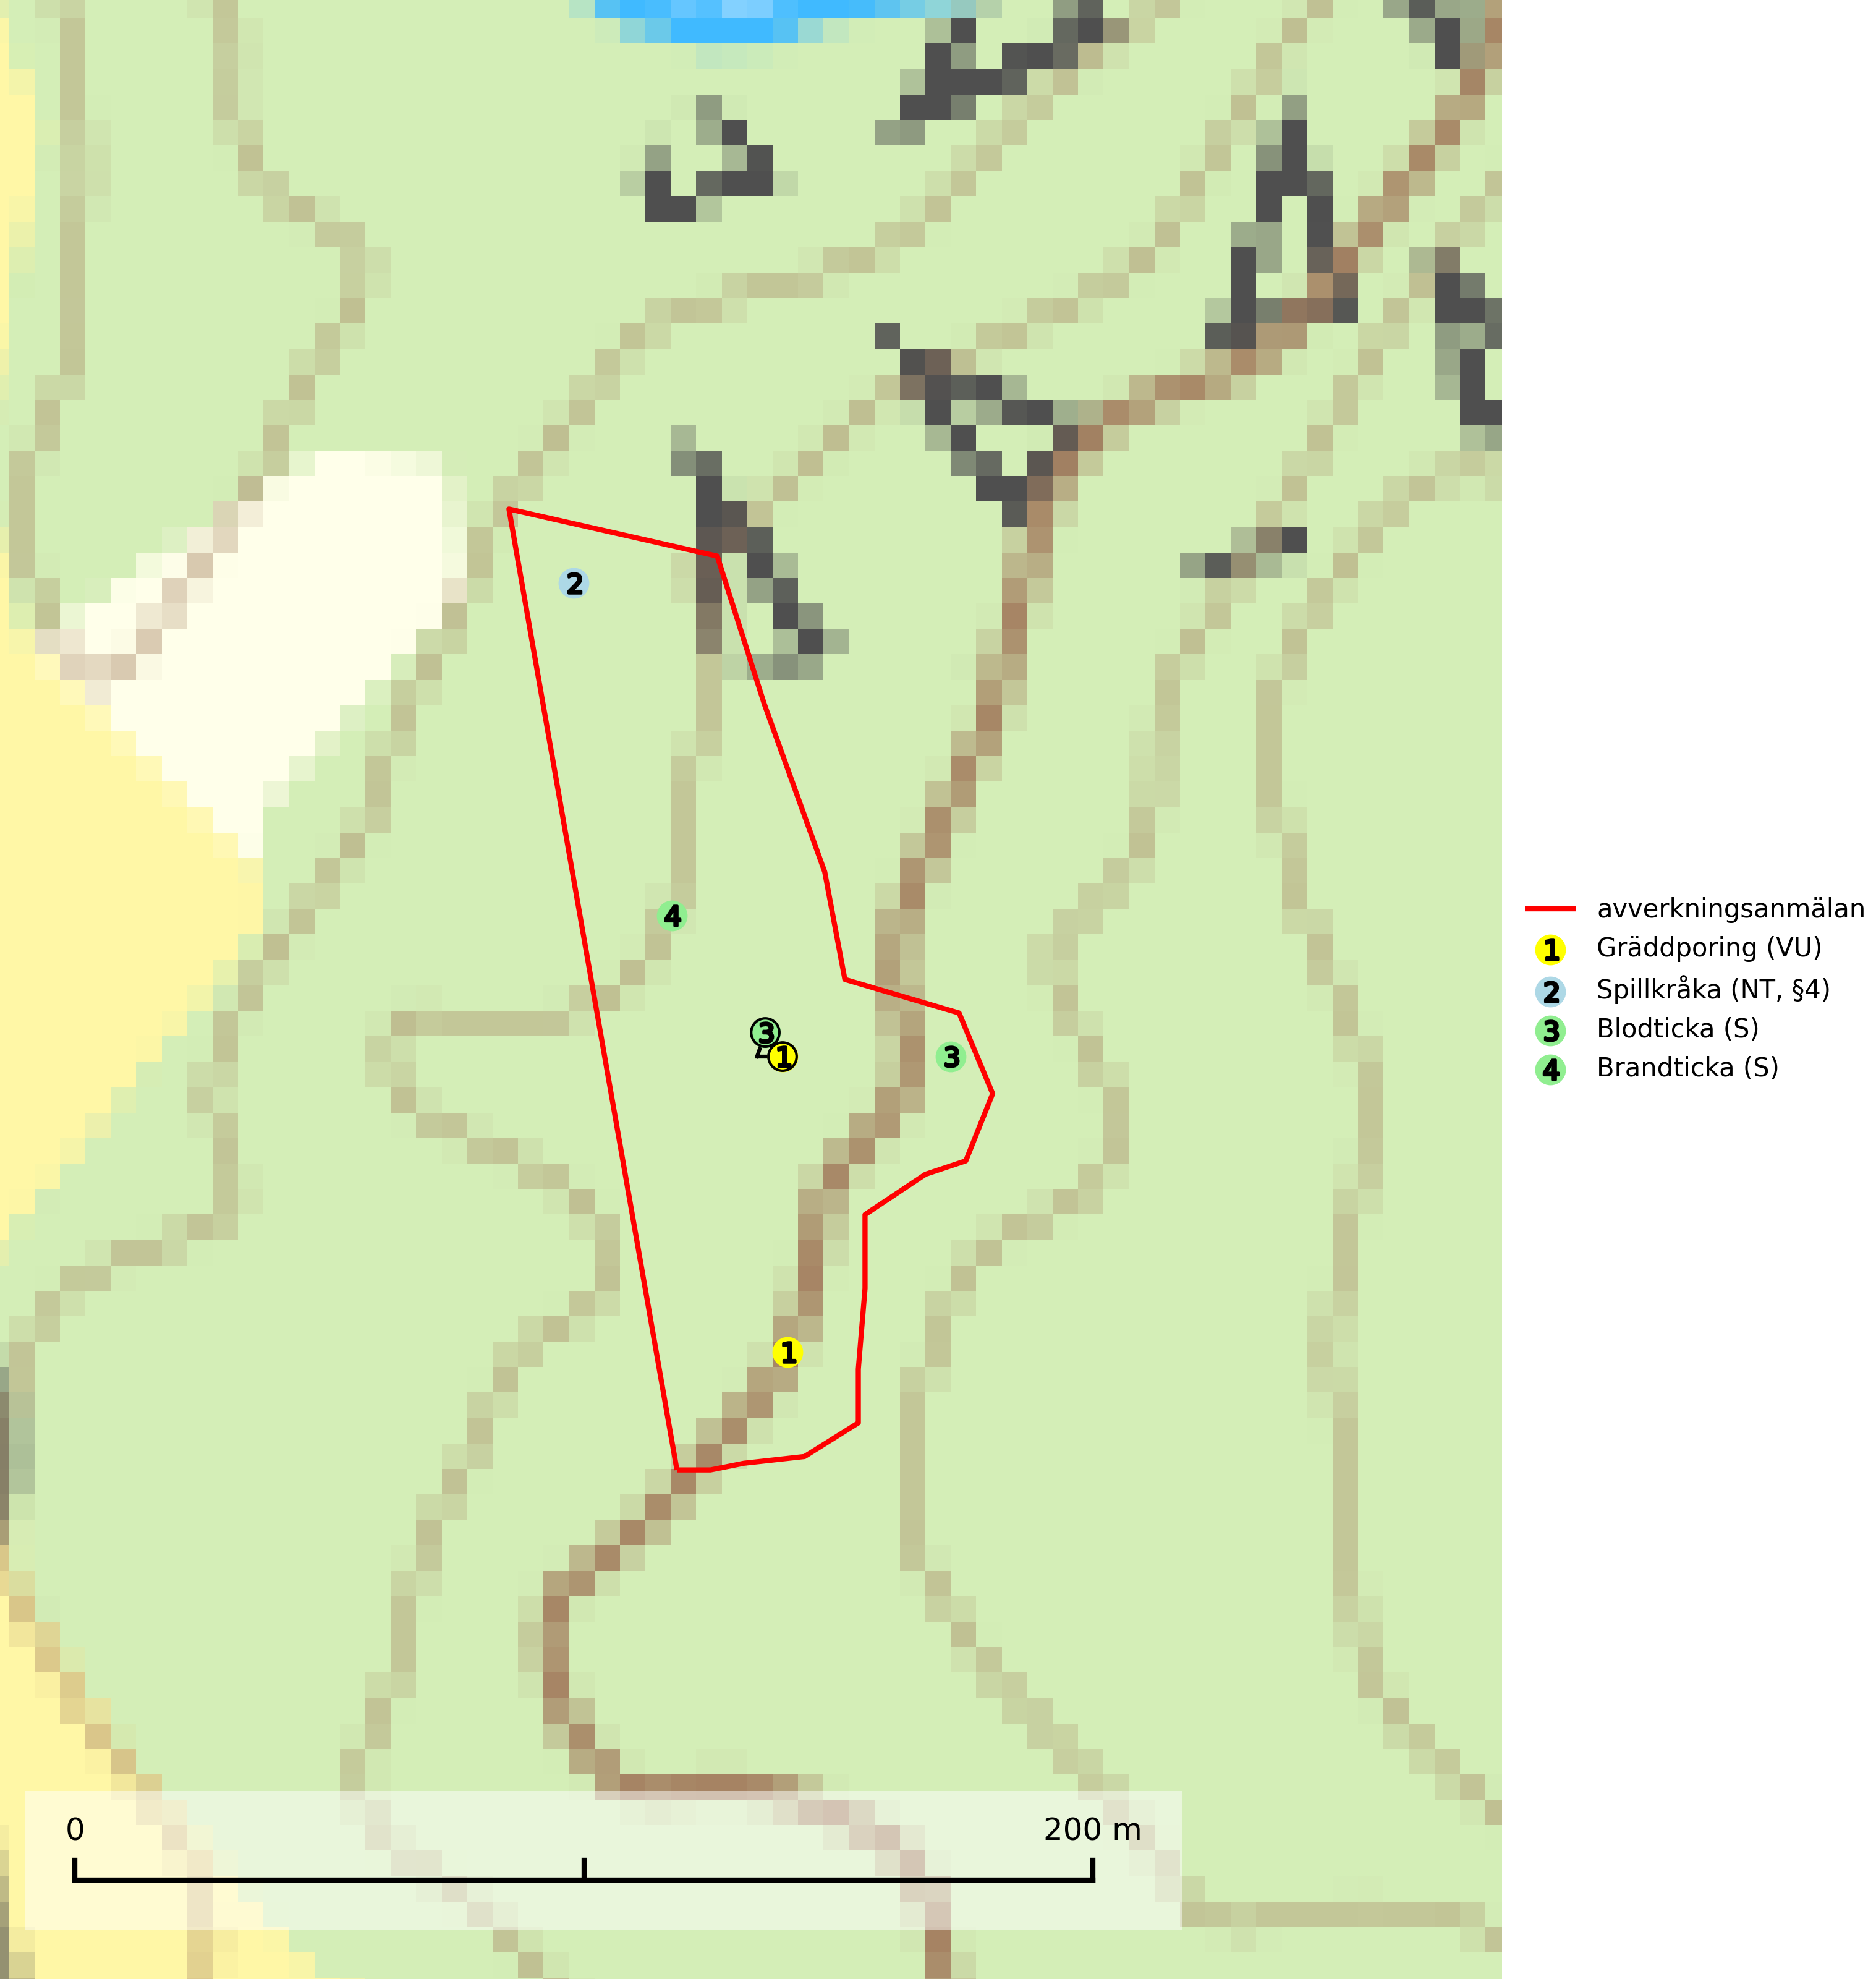 2
4
3
1
3
1
avverkningsanmälan
1 Gräddporing (VU)
2 Spillkråka (NT, §4)
3 Blodticka (S)
4 Brandticka (S)
0 200 m